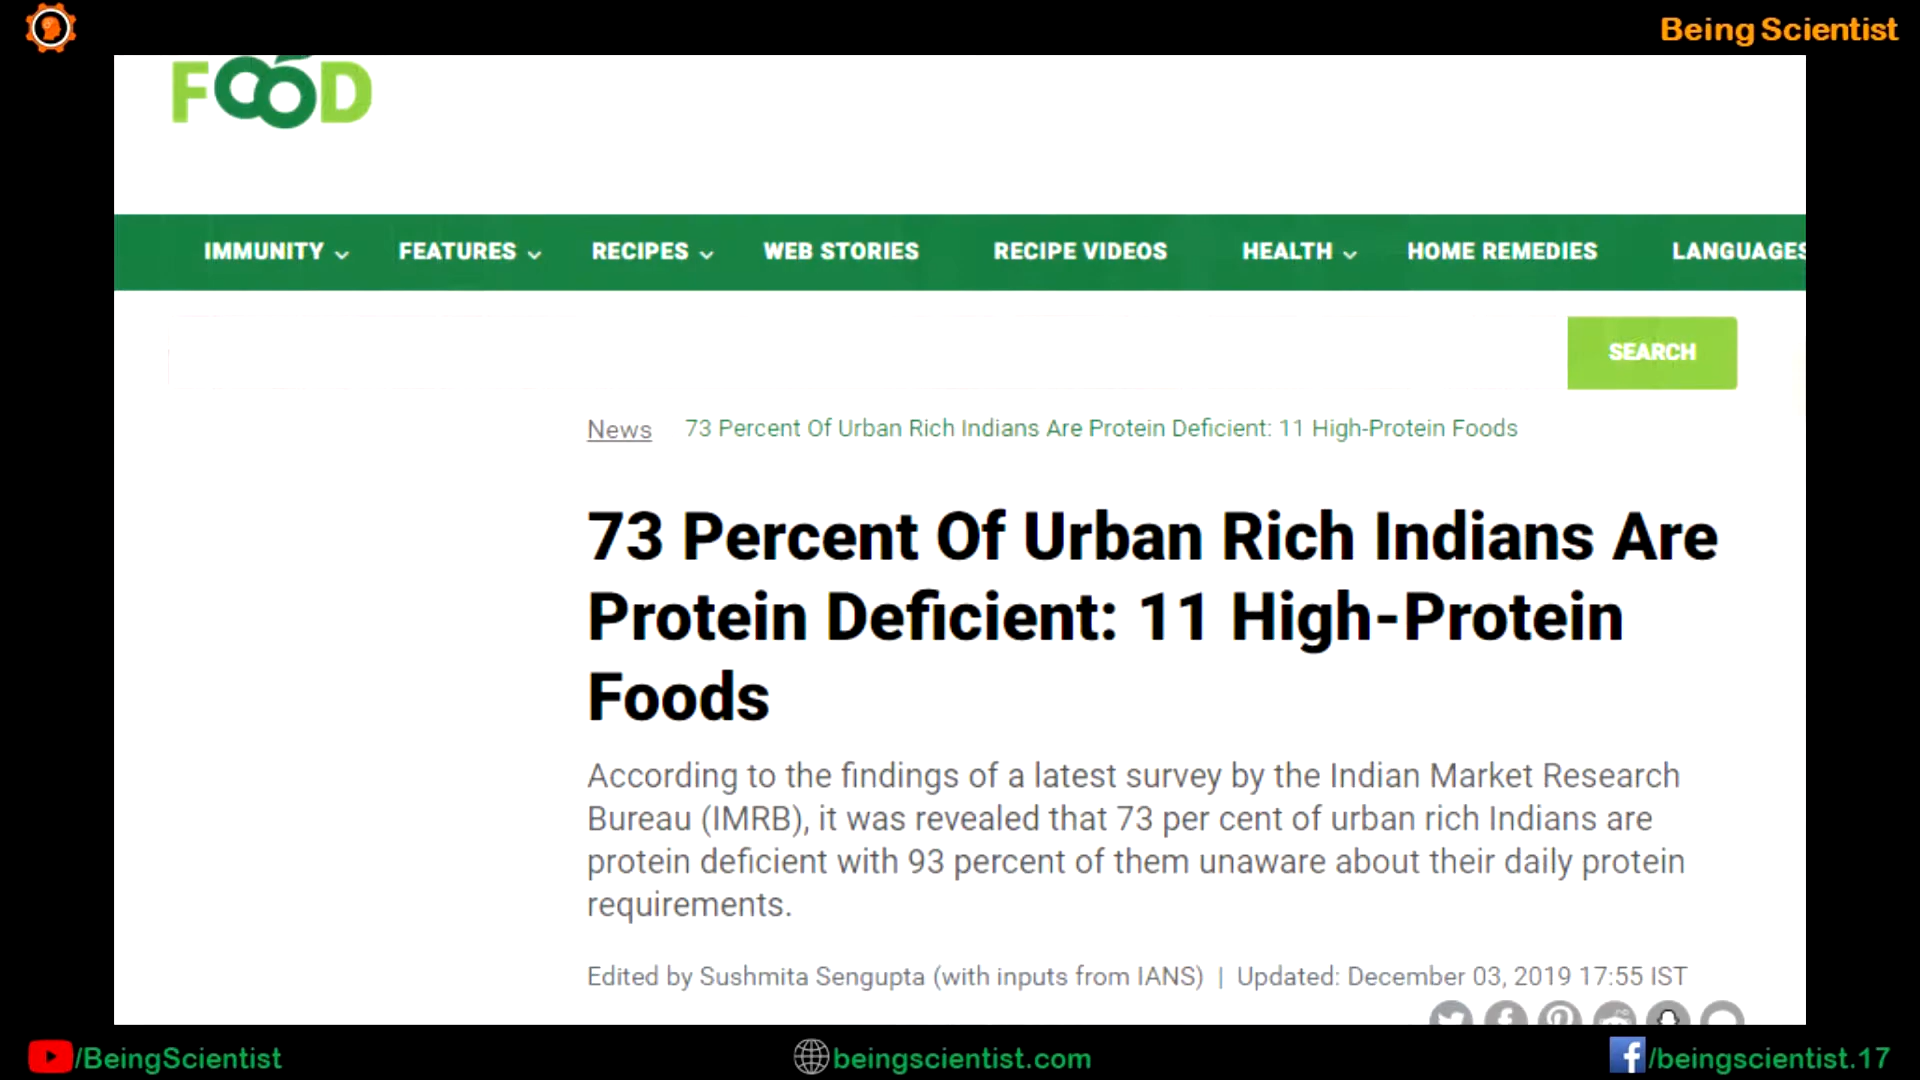 Being Scientist
FOOD
IMMUNITY FEATURES RECIPES WEB STORIES RECIPE VIDEOS HEALTH HOME REMEDIES LANGUAGES
SEARCH
News 73 Percent Of Urban Rich Indians Are Protein Deficient: 11 High-Protein Foods
73 Percent Of Urban Rich Indians Are
Protein Deficient: 11 High-Protein
Foods
According to the findings of a latest survey by the Indian Market Research
Bureau (IMRB), it was revealed that 73 per cent of urban rich Indians are
protein deficient with 93 percent of them unaware about their daily protein
requirements.
Edited by Sushmita Sengupta (with inputs from IANS) | Updated: December 03, 2019 17:55 IST
/BeingScientist beingscientist.com /beingscientist.17